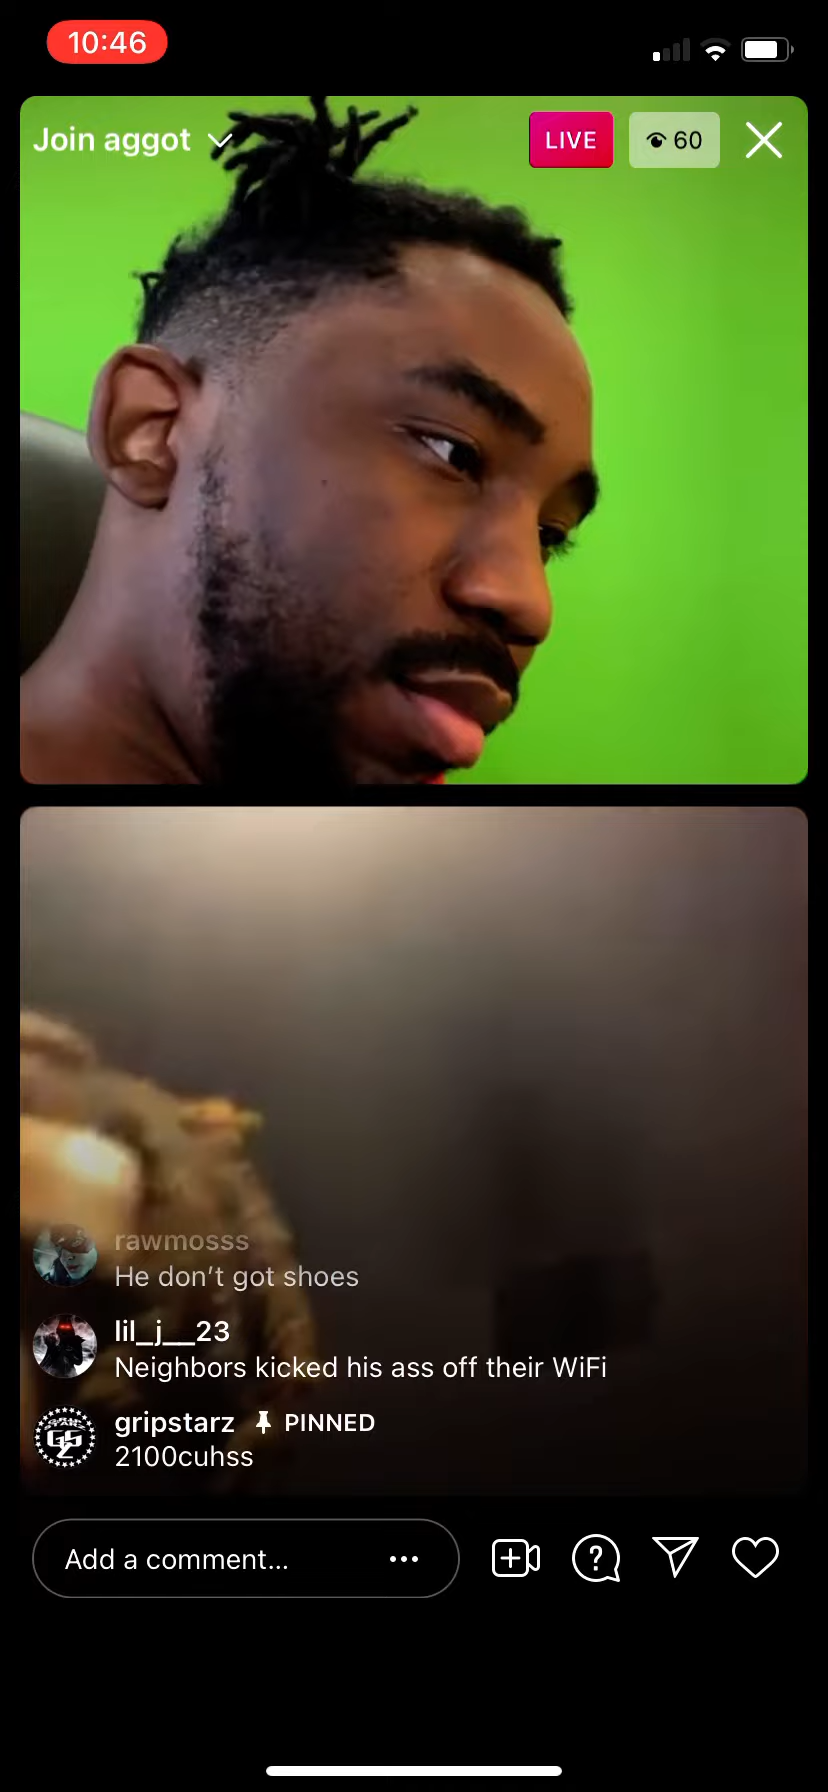 10:46
Join aggot
LIVE
60
rawmosss
He don't got shoes
lil_j__23
Neighbors kicked his ass off their WiFi
gripstarz PINNED
2100cuhss
Add a comment...